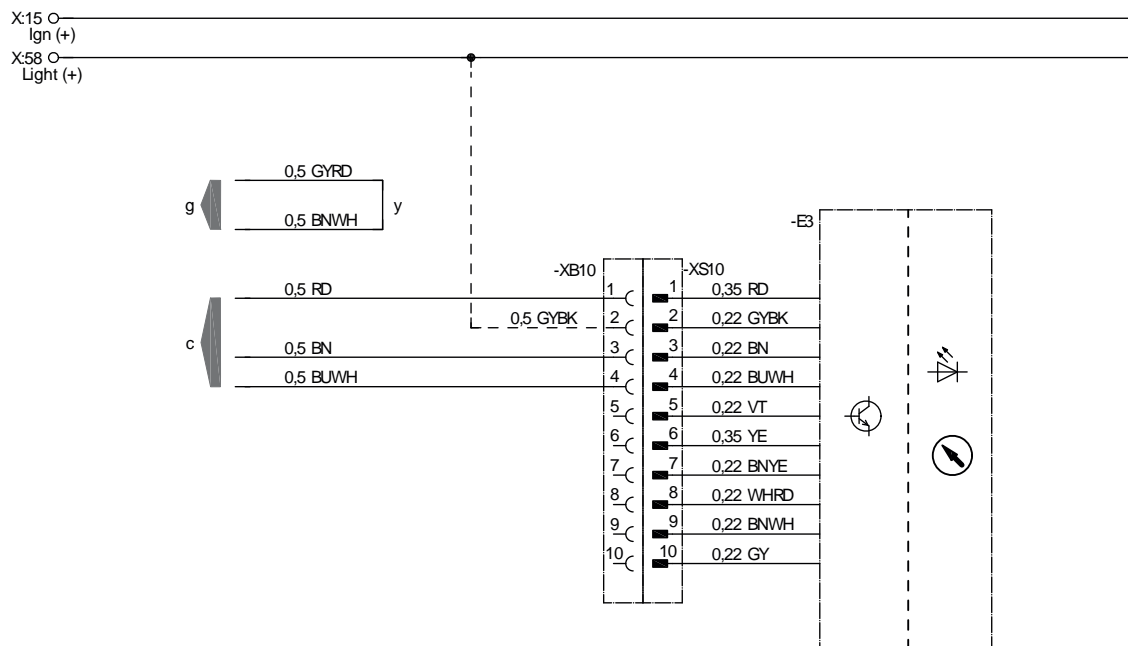 X:15
Ign (+)
X:58
Light (+)
0,5 GYRD
g
y
0,5 BNWH
-E3
-XB10
-XS10
0,5 RD
1
1
0,35 RD
0,5 GYBK
2
2
0,22 GYBK
c
0,5 BN
3
3
0,22 BN
0,5 BUWH
4
4
0,22 BUWH
5
5
0,22 VT
6
6
0,35 YE
7
7
0,22 BNYE
8
8
0,22 WHRD
9
9
0,22 BNWH
10
10
0,22 GY